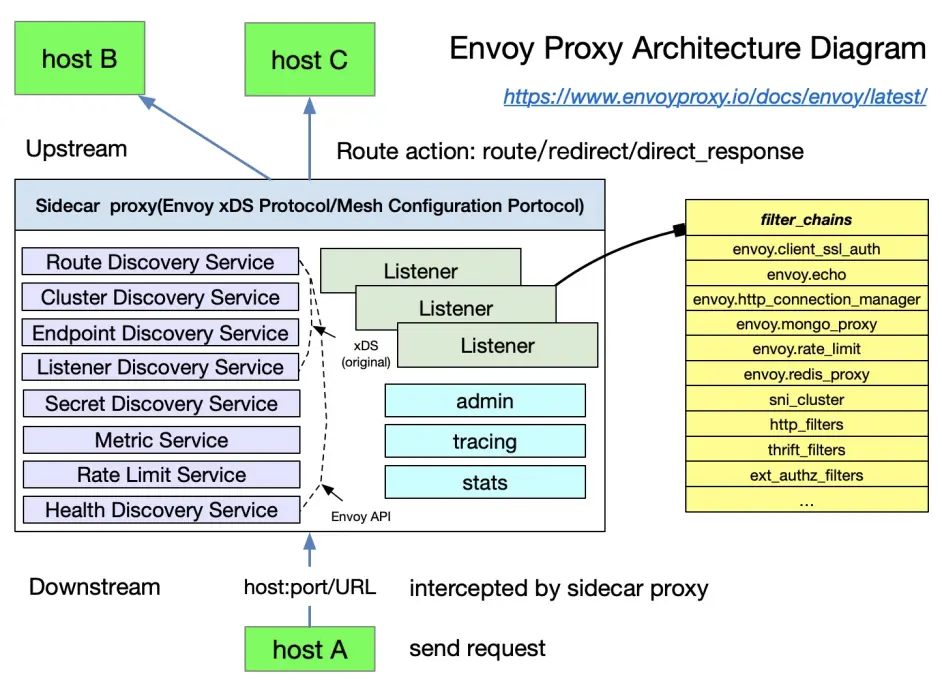 Envoy Proxy Architecture Diagram
https://www.envoyproxy.io/docs/envoy/latest/
host B
host C
Upstream
Route action: route/redirect/direct_response
Sidecar proxy(Envoy xDS Protocol/Mesh Configuration Portocol)
Route Discovery Service
Cluster Discovery Service
Endpoint Discovery Service
Listener Discovery Service
Secret Discovery Service
Metric Service
Rate Limit Service
Health Discovery Service
xDS
(original)
Envoy API
Listener
Listener
Listener
admin
tracing
stats
filter_chains
envoy.client_ssl_auth
envoy.echo
envoy.http_connection_manager
envoy.mongo_proxy
envoy.rate_limit
envoy.redis_proxy
sni_cluster
http_filters
thrift_filters
ext_authz_filters
...
Downstream
host:port/URL
intercepted by sidecar proxy
host A
send request